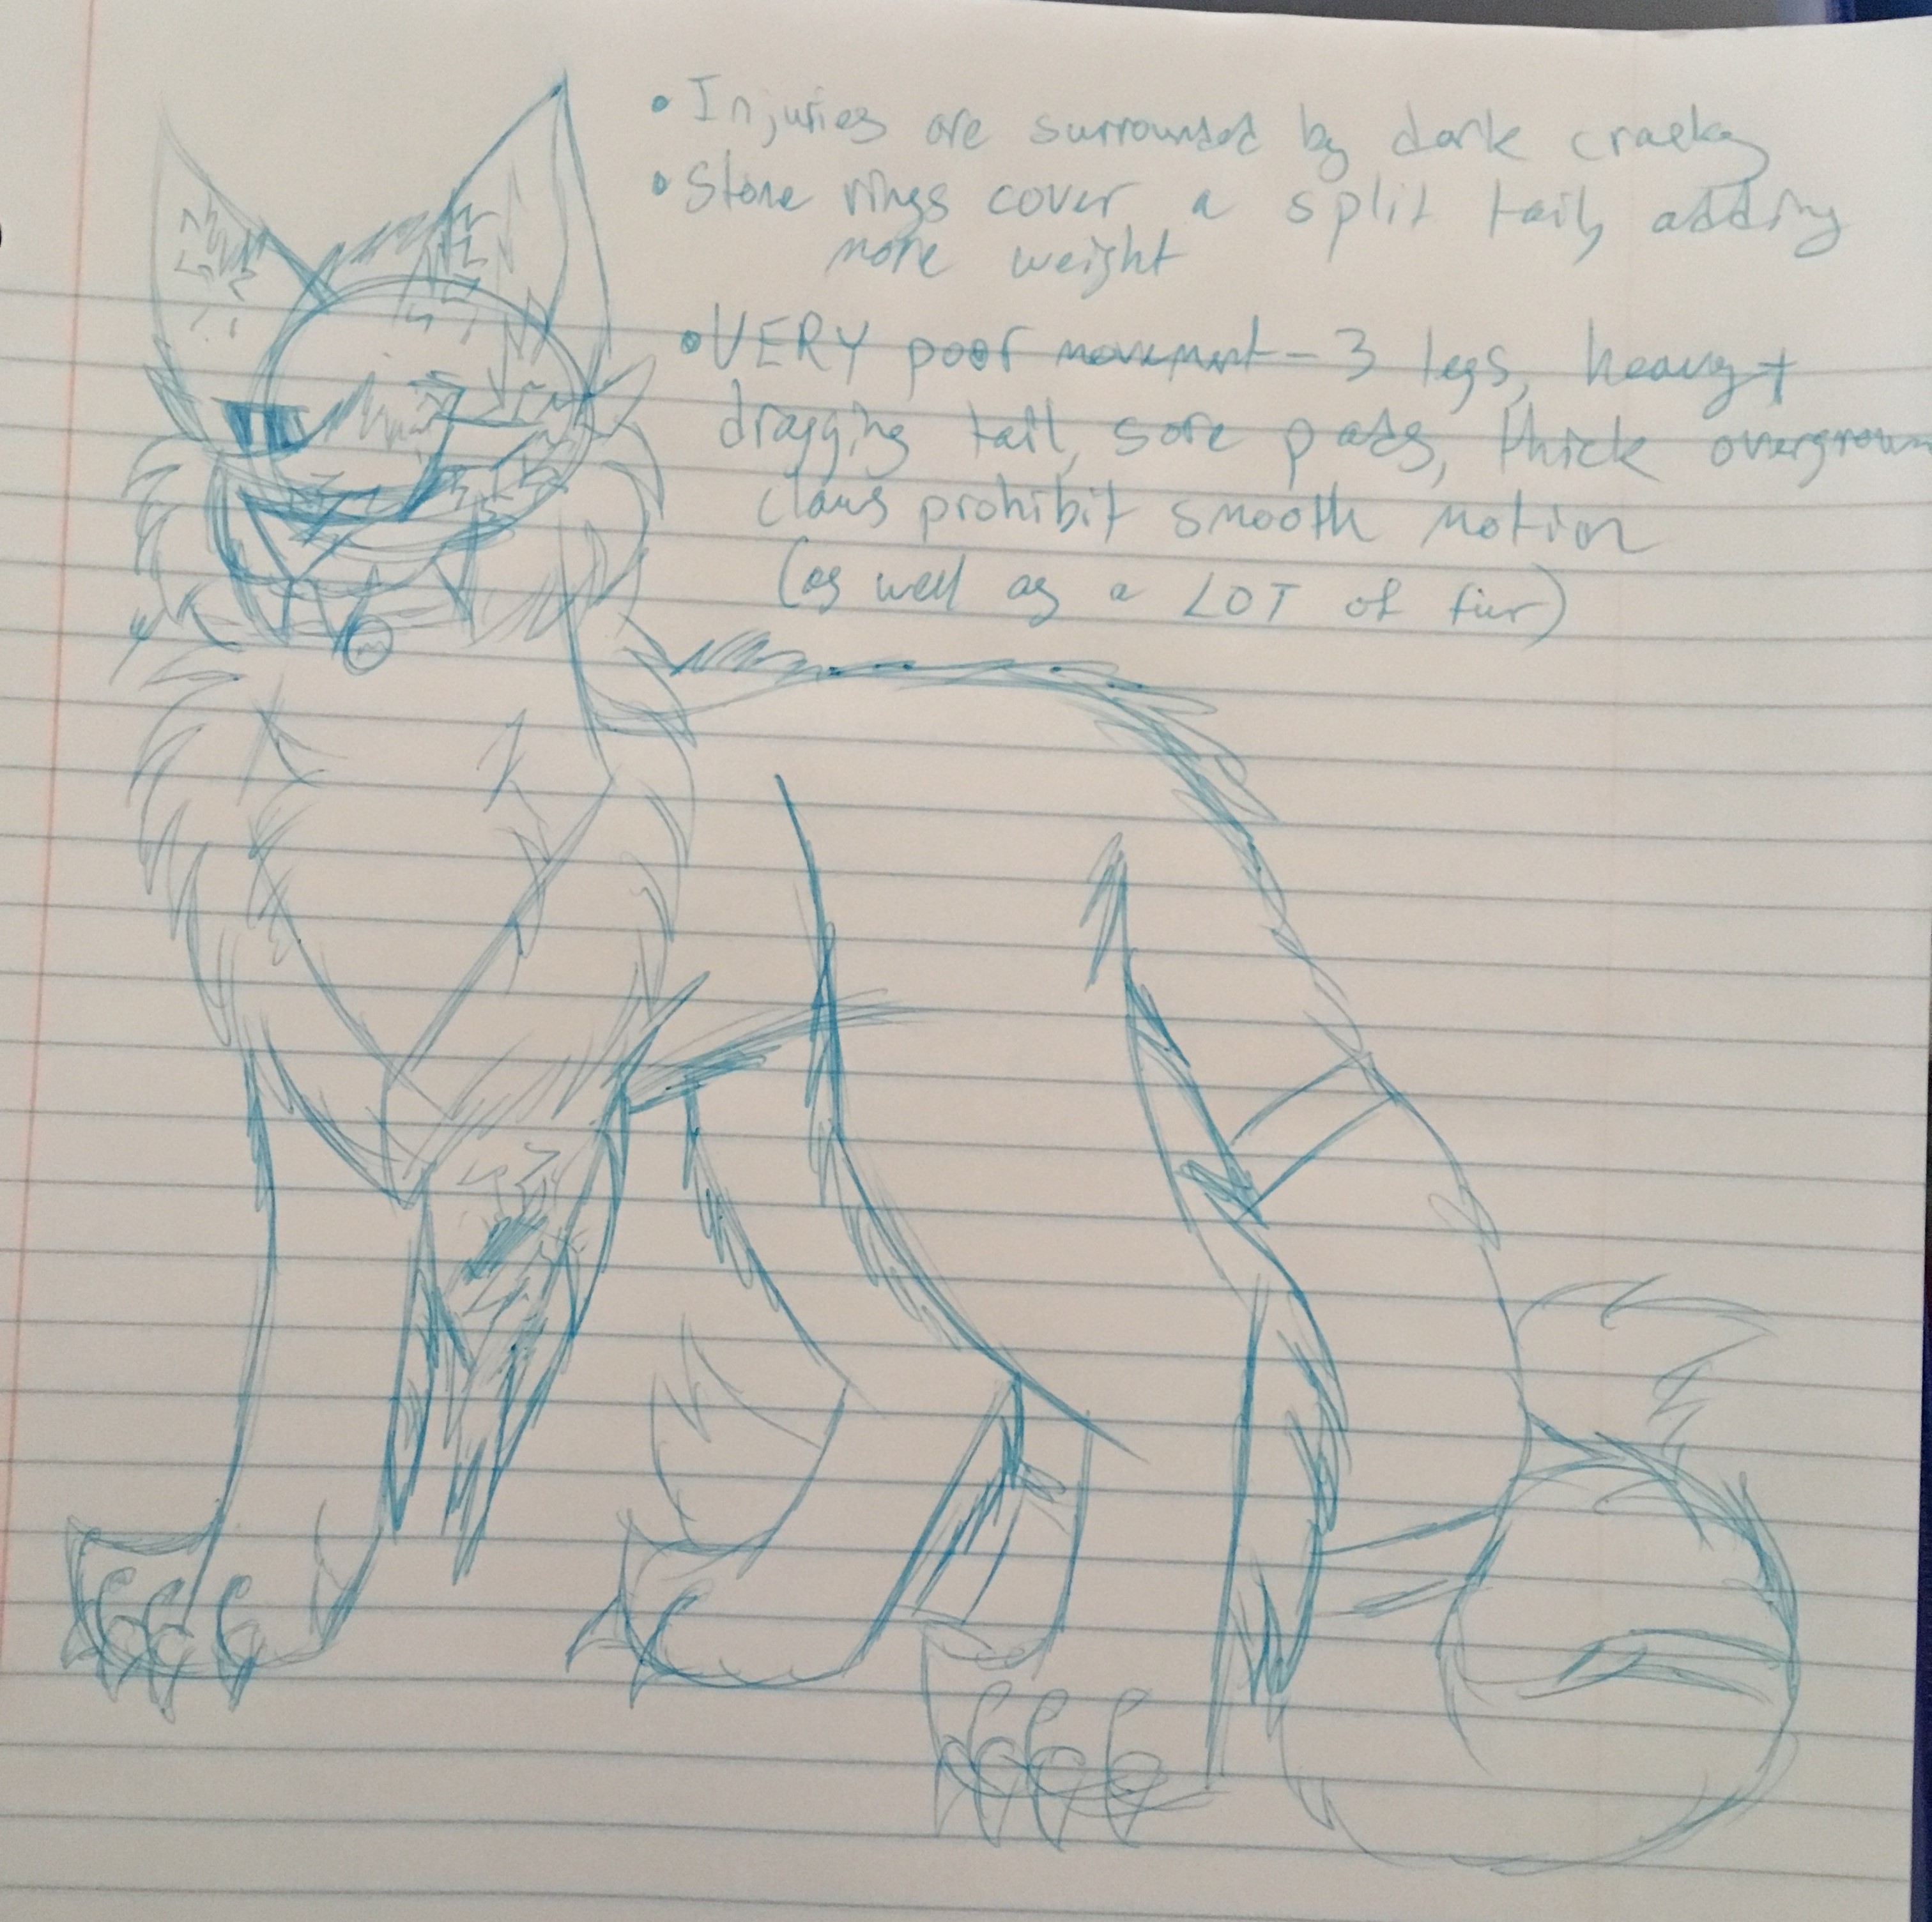 • Injuries are surrounded by dark cracks
• Stone rings cover a split tail, adding
more weight
• VERY poor movement - 3 legs, heavy +
dragging tail, sore pads, thick overgrown
claws prohibit smooth motion
(as well as a LOT of fur)